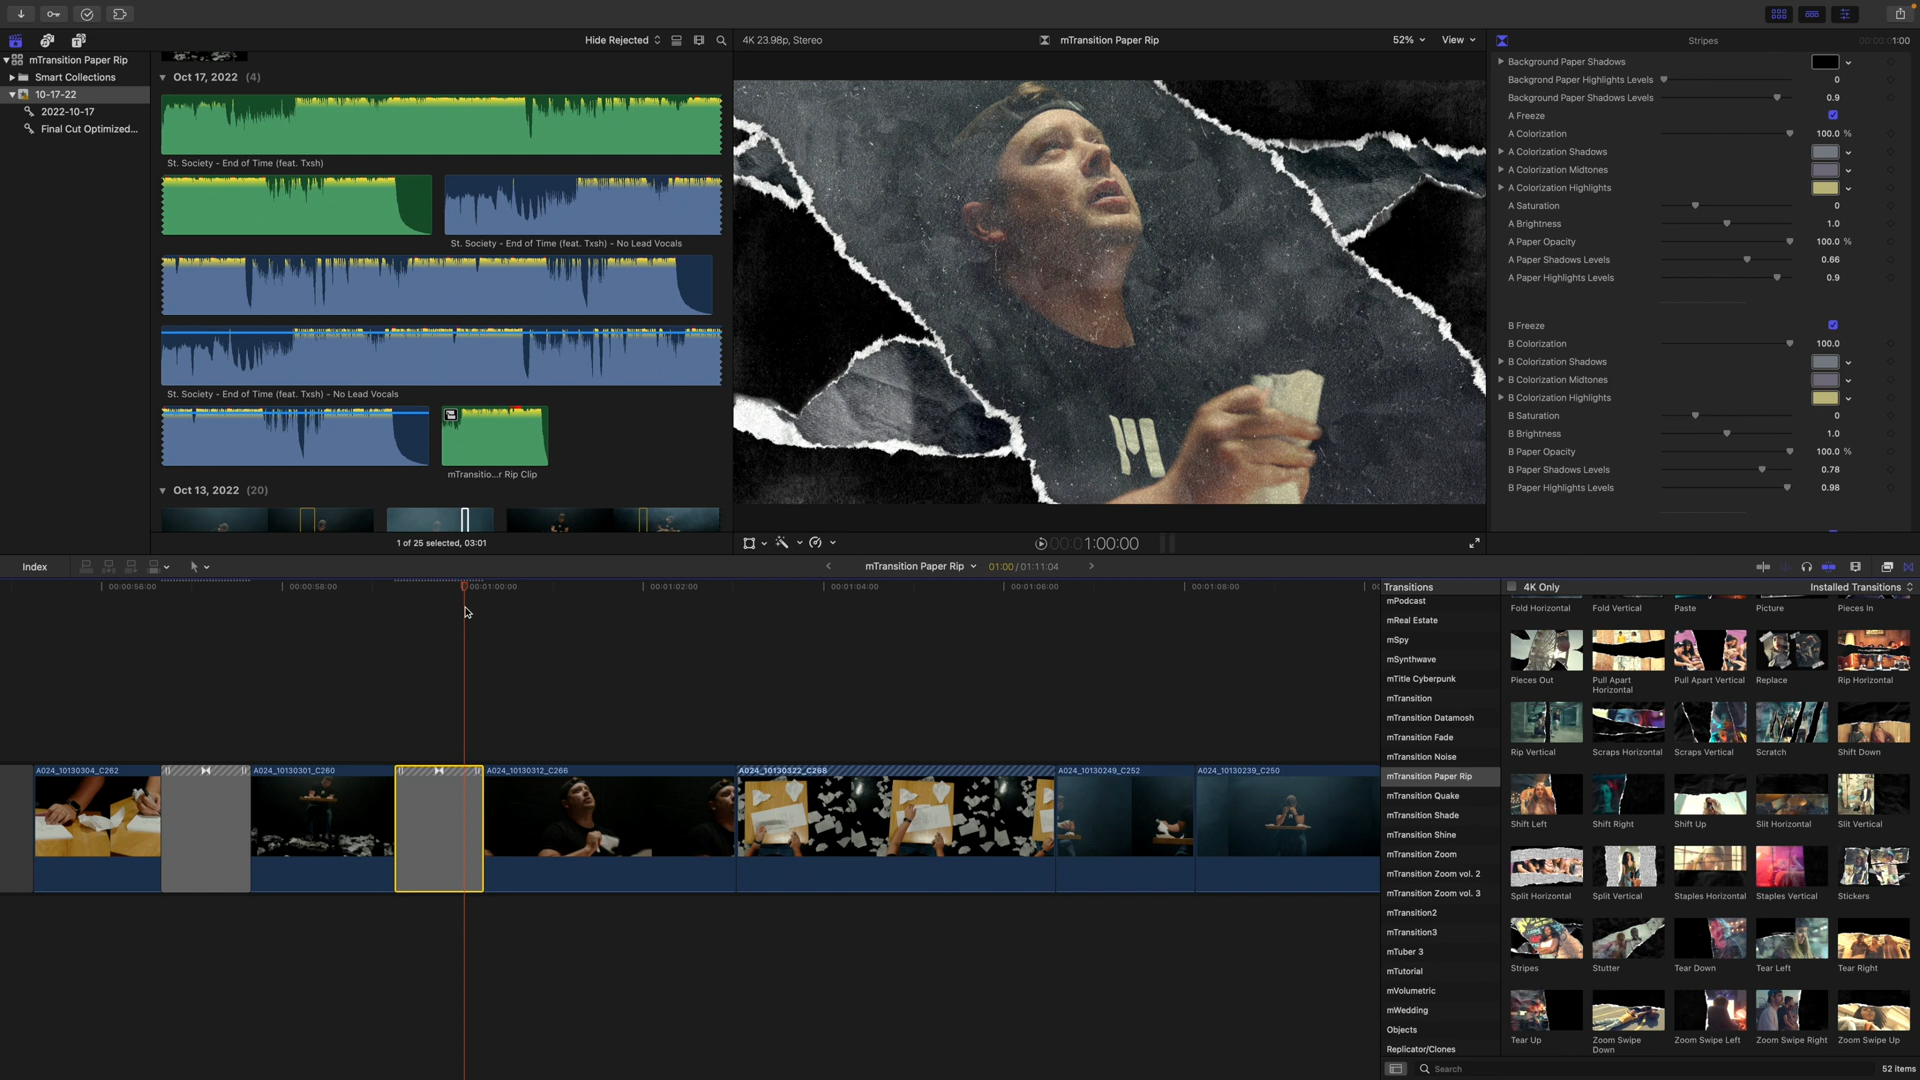 Hide Rejected
4K 23.98p, Stereo
mTransition Paper Rip
52%
View
Stripes
00:00:01:00
mTransition Paper Rip
Smart Collections
10-17-22
2022-10-17
Final Cut Optimized...
Oct 17, 2022 (4)
St. Society - End of Time (feat. Txsh)
St. Society - End of Time (feat. Txsh) - No Lead Vocals
St. Society - End of Time (feat. Txsh) - No Lead Vocals
mTransitio...r Rip Clip
Oct 13, 2022 (20)
1 of 25 selected, 03:01
Background Paper Shadows
Backgrond Paper Highlights Levels 0
Background Paper Shadows Levels 0.9
A Freeze
A Colorization 100.0 %
A Colorization Shadows
A Colorization Midtones
A Colorization Highlights
A Saturation 0
A Brightness 1.0
A Paper Opacity 100.0 %
A Paper Shadows Levels 0.66
A Paper Highlights Levels 0.9
B Freeze
B Colorization 100.0
B Colorization Shadows
B Colorization Midtones
B Colorization Highlights
B Saturation 0
B Brightness 1.0
B Paper Opacity 100.0 %
B Paper Shadows Levels 0.78
B Paper Highlights Levels 0.98
00:00:01:00:00
Index
mTransition Paper Rip
01:00 / 01:11:04
00:00:56:00
00:00:58:00
00:01:00:00
00:01:02:00
00:01:04:00
00:01:06:00
00:01:08:00
A024_10130304_C262
A024_10130301_C260
A024_10130312_C266
A024_10130322_C268
A024_10130249_C252
A024_10130239_C250
Transitions
mPodcast
mReal Estate
mSpy
mSynthwave
mTitle Cyberpunk
mTransition
mTransition Datamosh
mTransition Fade
mTransition Noise
mTransition Paper Rip
mTransition Quake
mTransition Shade
mTransition Shine
mTransition Zoom
mTransition Zoom vol. 2
mTransition Zoom vol. 3
mTransition2
mTransition3
mTuber 3
mTutorial
mVolumetric
mWedding
Objects
Replicator/Clones
4K Only
Installed Transitions
Fold Horizontal
Fold Vertical
Paste
Picture
Pieces In
Pieces Out
Pull Apart Horizontal
Pull Apart Vertical
Replace
Rip Horizontal
Rip Vertical
Scraps Horizontal
Scraps Vertical
Scratch
Shift Down
Shift Left
Shift Right
Shift Up
Slit Horizontal
Slit Vertical
Split Horizontal
Split Vertical
Staples Horizontal
Staples Vertical
Stickers
Stripes
Stutter
Tear Down
Tear Left
Tear Right
Tear Up
Zoom Swipe Down
Zoom Swipe Left
Zoom Swipe Right
Zoom Swipe Up
Search
52 items